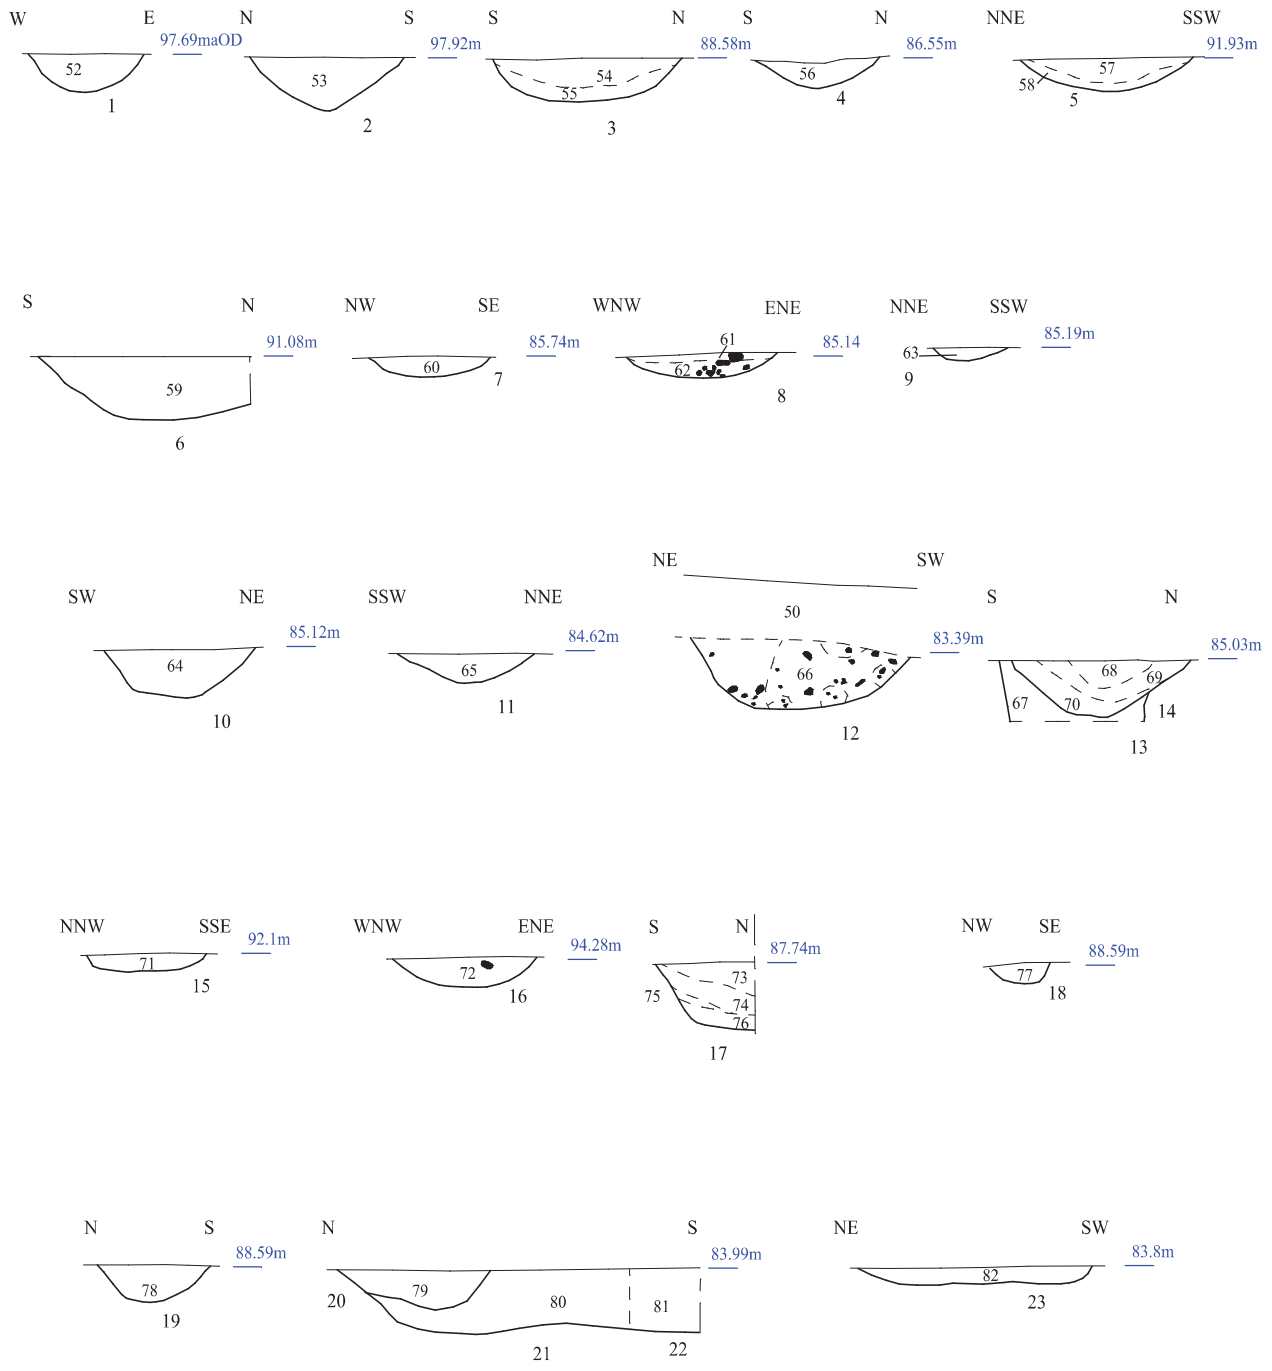 W E 97.69maOD N S 97.92m S N 88.58m S N 86.55m NNE SSW 91.93m
52 53 54 55 56 57 58
1 2 3 4 5
S N 91.08m NW SE 85.74m WNW ENE 85.14 NNE SSW 85.19m
59 60 61 62 63
6 7 8 9
SW NE 85.12m SSW NNE 84.62m NE SW 83.39m S N 85.03m
64 65 50 66 67 68 69 70
10 11 12 13 14
NNW SSE 92.1m WNW ENE 94.28m S N 87.74m NW SE 88.59m
71 72 73 74 75 76 77
15 16 17 18
N S 88.59m N S 83.99m NE SW 83.8m
78 79 80 81 82
19 20 21 22 23